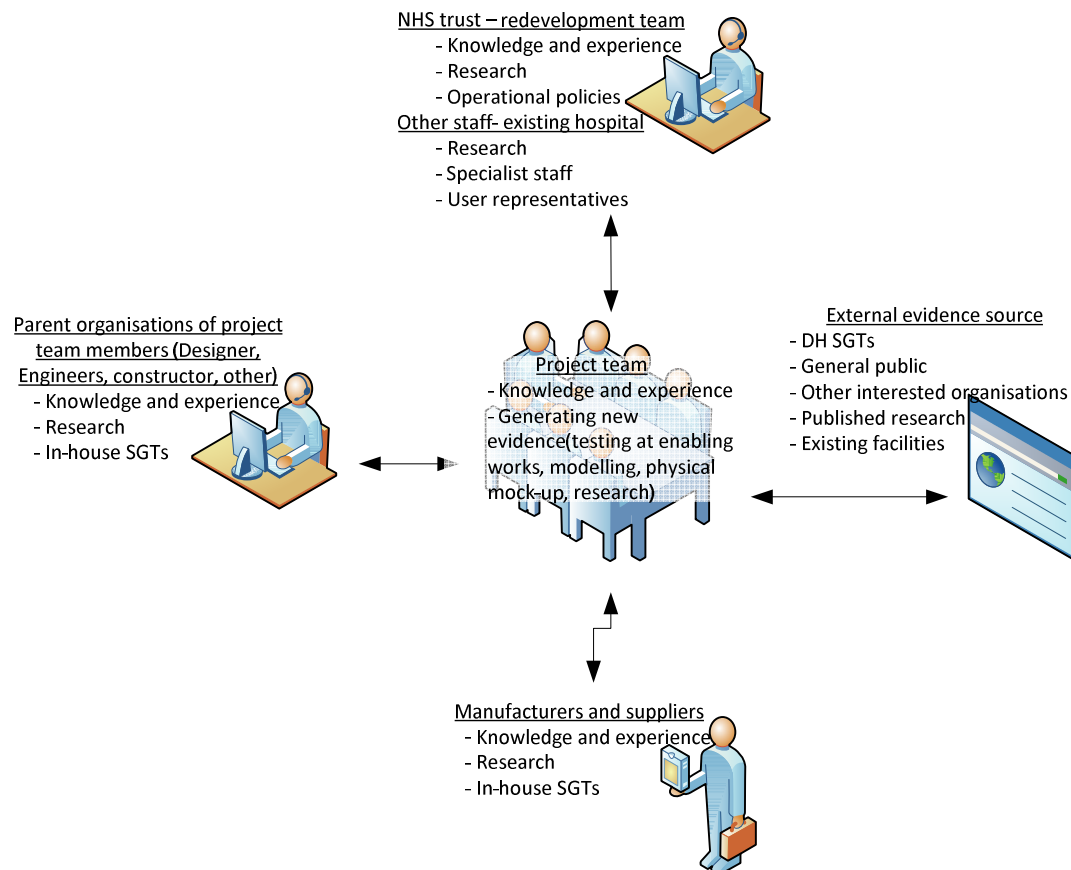 NHS trust – redevelopment team
- Knowledge and experience
- Research
- Operational policies
Other staff- existing hospital
- Research
- Specialist staff
- User representatives
Parent organisations of project
team members (Designer,
Engineers, constructor, other)
- Knowledge and experience
- Research
- In-house SGTs
Project team
- Knowledge and experience
- Generating new
evidence(testing at enabling
works, modelling, physical
mock-up, research)
External evidence source
- DH SGTs
- General public
- Other interested organisations
- Published research
- Existing facilities
Manufacturers and suppliers
- Knowledge and experience
- Research
- In-house SGTs